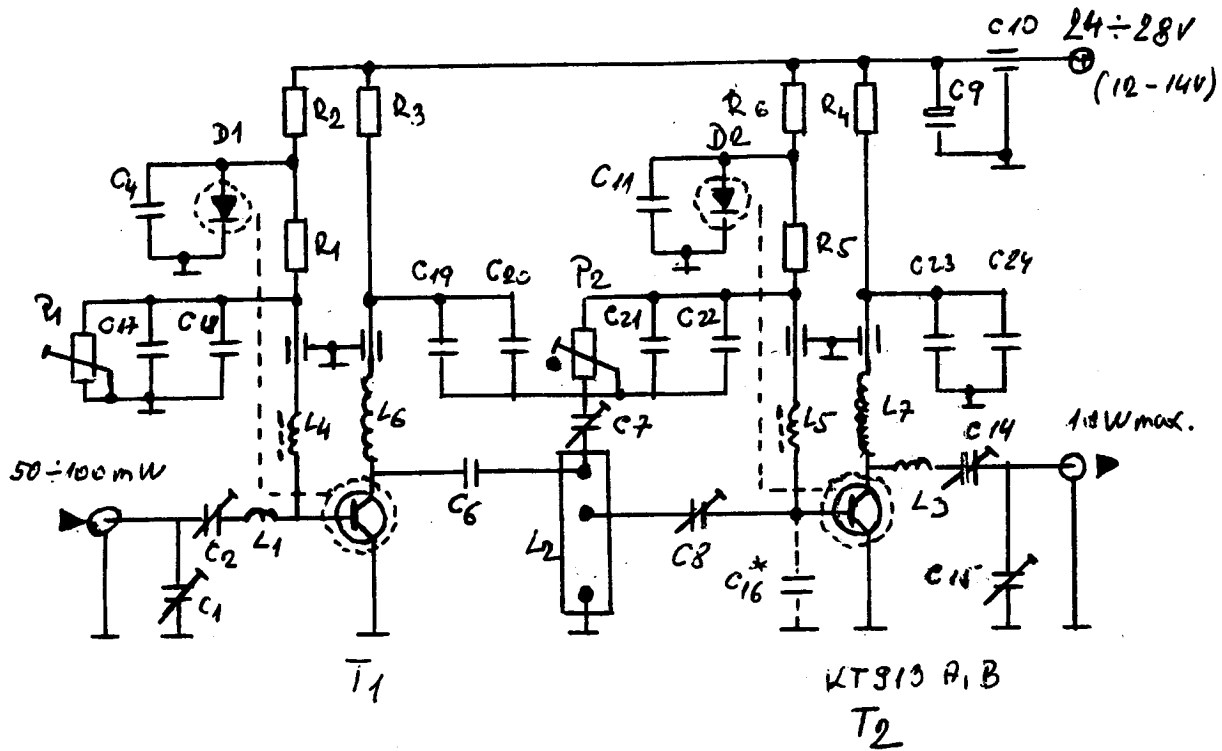 C10 24÷28V
(12-14V)
R2
R3
R6
R4
C9
D1
D2
C4
C11
R1
R5
P1
C17
C18
C19
C20
P2
C21
C22
C23
C24
L4
L6
C7
L5
L7
C14
50÷100mW
C6
L3
C2
L1
L2
C8
C16*
C15
C1
T1
KT913 A,B
T2